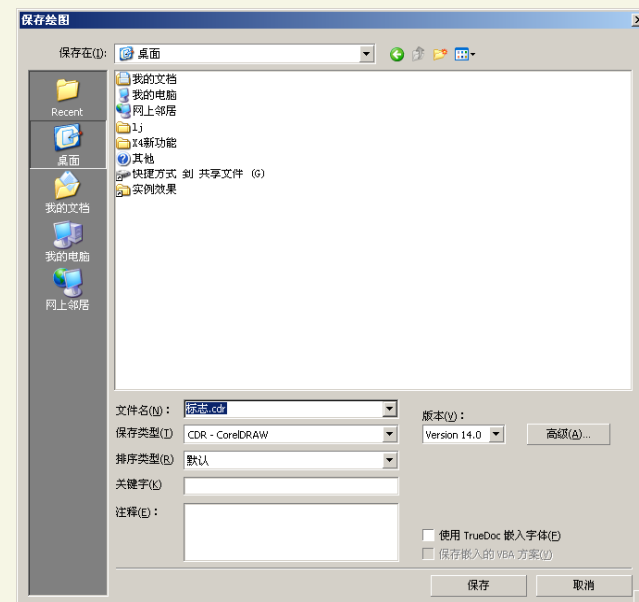 保存绘图
保存在(I): 桌面
Recent
桌面
我的文档
我的电脑
网上邻居
我的文档
我的电脑
网上邻居
lj
X4新功能
其他
快捷方式 到 共享文件 (G)
实例效果
文件名(N): 标志.cdr
保存类型(T) CDR - CorelDRAW
排序类型(R) 默认
关键字(K)
注释(E):
版本(V):
Version 14.0 高级(A)...
使用 TrueDoc 嵌入字体(F)
保存嵌入的 VBA 方案(V)
保存 取消